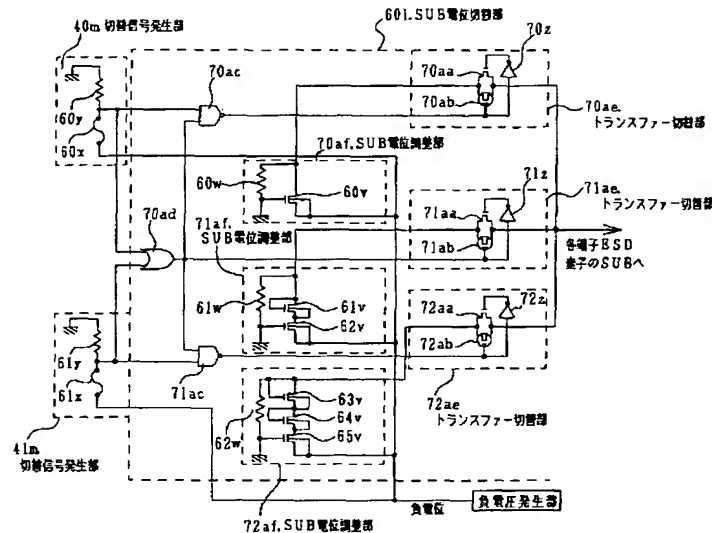 40m 切替信号発生部
601.SUB電位切替部
70z
70ac
70aa
70ab
70ae.
トランスファー切替部
60y
60x
70af.SUB電位調整部
60w
60v
71z
71ae.
トランスファー切替部
70ad
71af.
SUB電位調整部
71aa
71ab
各端子ESD
素子のSUBへ
61w
61v
62v
72aa
72z
72ab
61y
61x
71ac
63v
64v
65v
62w
72ae
トランスファー切替部
41m
切替信号発生部
72af.SUB電位調整部
負電位
負電圧発生部